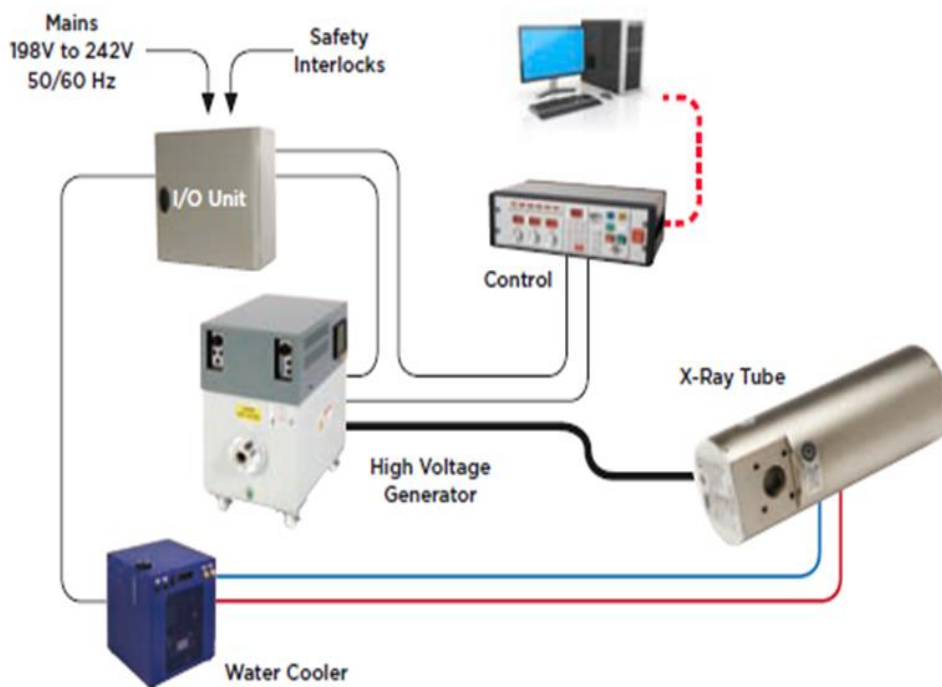 Mains
198V to 242V
50/60 Hz
Safety
Interlocks
I/O Unit
Control
X-Ray Tube
High Voltage
Generator
Water Cooler